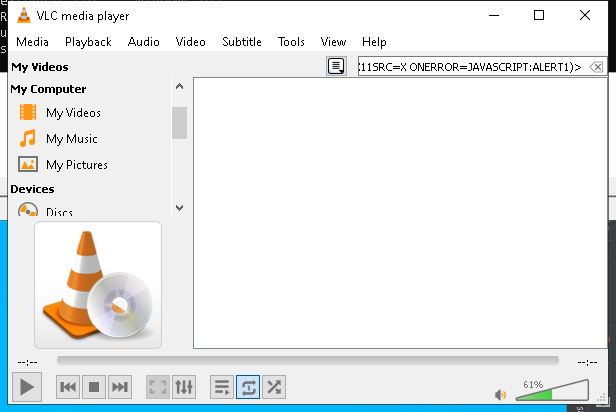 VLC media player
Media Playback Audio Video Subtitle Tools View Help
My Videos
11SRC=X ONERROR=JAVASCRIPT:ALERT1)>
My Computer
My Videos
My Music
My Pictures
Devices
Discs
--:-- --:--
61%